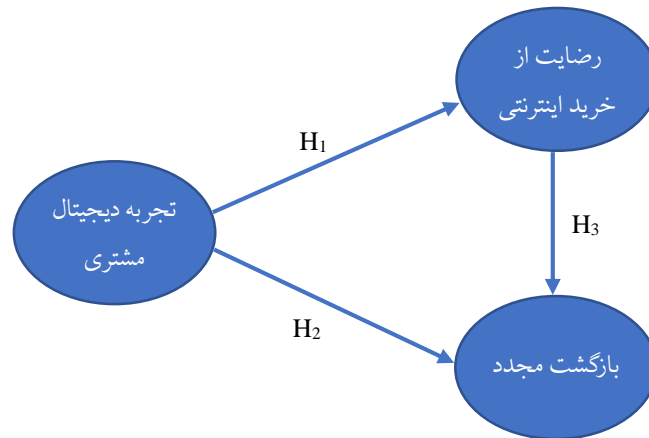 رضایت از
خرید اینترنتی
H₁
تجربه دیجیتال
مشتری
H₃
H₂
بازگشت مجدد